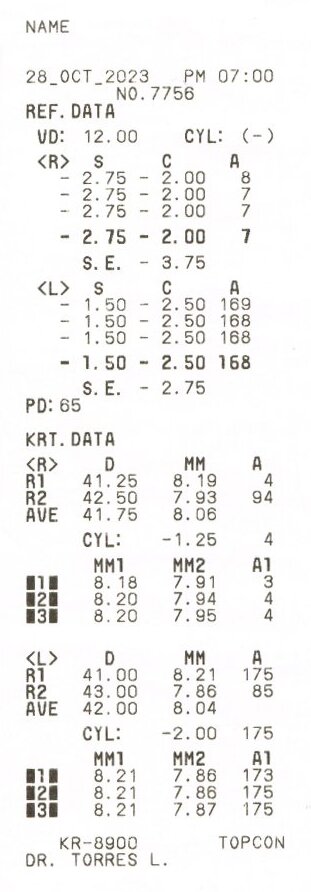 NAME
28_OCT_2023 PM 07:00
NO.7756
REF.DATA
VD: 12.00 CYL: (-)
<R> S C A
- 2.75 - 2.00 8
- 2.75 - 2.00 7
- 2.75 - 2.00 7
- 2.75 - 2.00 7
S.E. - 3.75
<L> S C A
- 1.50 - 2.50 169
- 1.50 - 2.50 168
- 1.50 - 2.50 168
- 1.50 - 2.50 168
S.E. - 2.75
PD:65
KRT.DATA
<R> D MM A
R1 41.25 8.19 4
R2 42.50 7.93 94
AVE 41.75 8.06
CYL: -1.25 4
MM1 MM2 A1
1 8.18 7.91 3
2 8.20 7.94 4
3 8.20 7.95 4
<L> D MM A
R1 41.00 8.21 175
R2 43.00 7.86 85
AVE 42.00 8.04
CYL: -2.00 175
MM1 MM2 A1
1 8.21 7.86 173
2 8.21 7.86 175
3 8.21 7.87 175
KR-8900 TOPCON
DR. TORRES L.